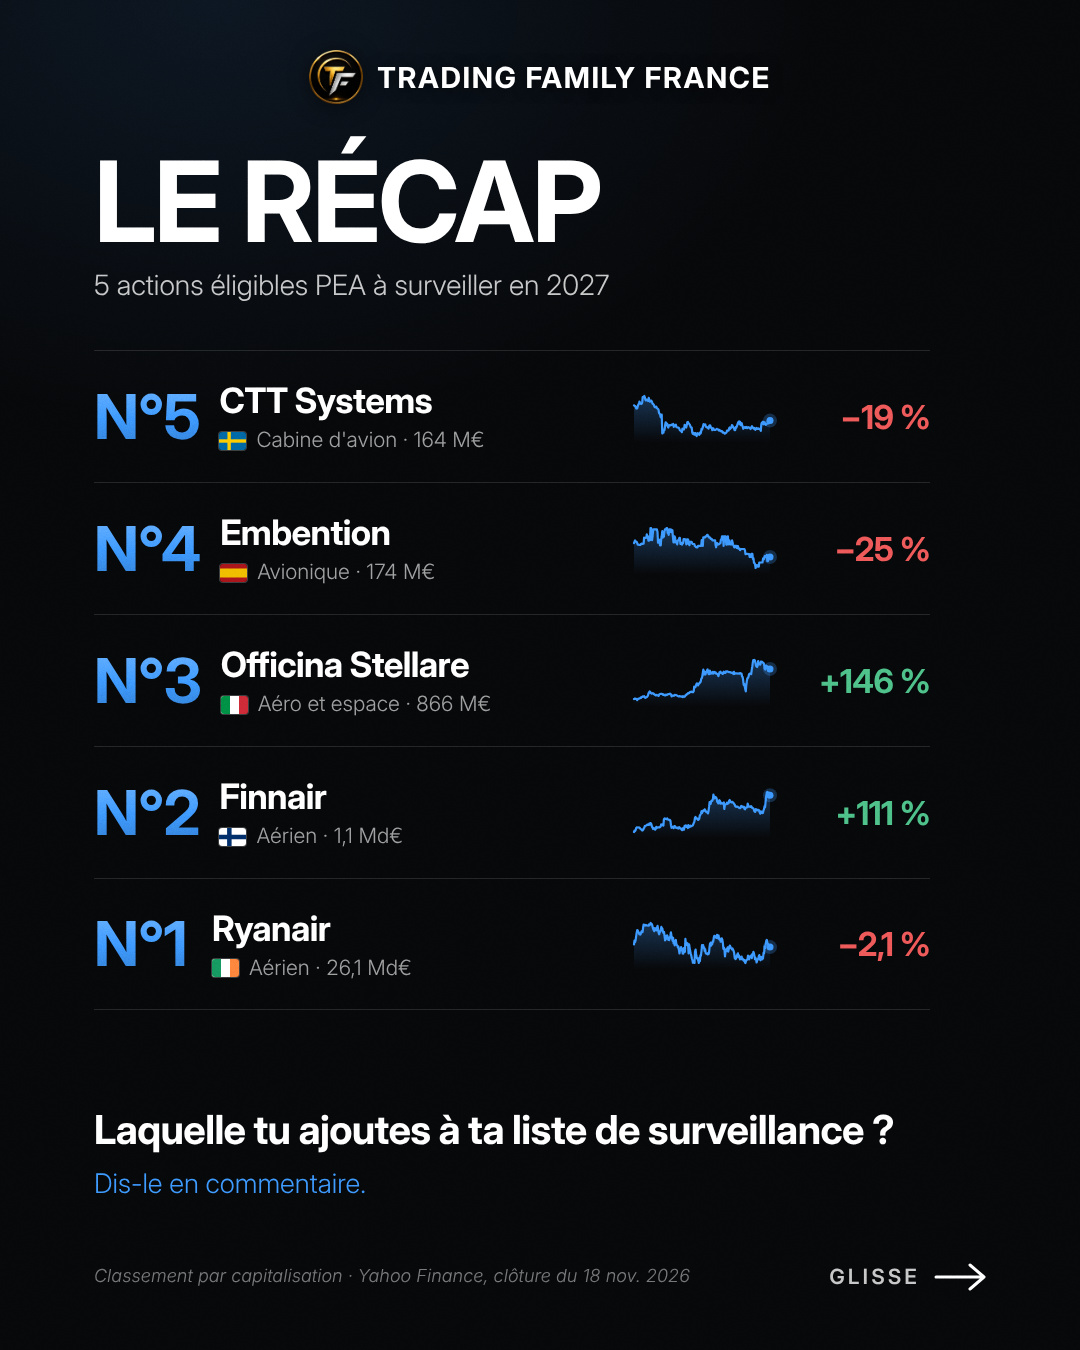 TF
TRADING FAMILY FRANCE
LE RÉCAP
5 actions éligibles PEA à surveiller en 2027
N°5
CTT Systems
Cabine d'avion · 164 M€
−19 %
N°4
Embention
Avionique · 174 M€
−25 %
N°3
Officina Stellare
Aéro et espace · 866 M€
+146 %
N°2
Finnair
Aérien · 1,1 Md€
+111 %
N°1
Ryanair
Aérien · 26,1 Md€
−2,1 %
Laquelle tu ajoutes à ta liste de surveillance ?
Dis-le en commentaire.
Classement par capitalisation · Yahoo Finance, clôture du 18 nov. 2026
GLISSE